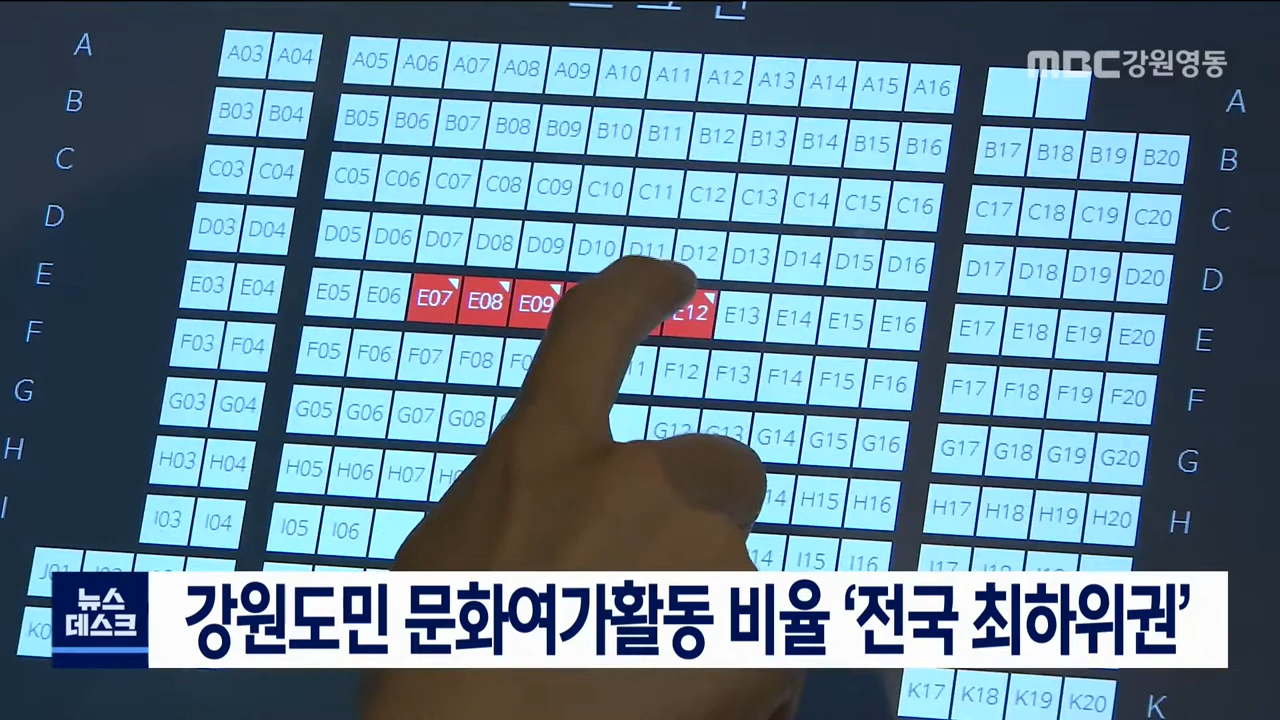 MBC강원영동
A A03 A04 A05 A06 A07 A08 A09 A10 A11 A12 A13 A14 A15 A16 A
B B03 B04 B05 B06 B07 B08 B09 B10 B11 B12 B13 B14 B15 B16 B17 B18 B19 B20 B
C C03 C04 C05 C06 C07 C08 C09 C10 C11 C12 C13 C14 C15 C16 C17 C18 C19 C20 C
D D03 D04 D05 D06 D07 D08 D09 D10 D11 D12 D13 D14 D15 D16 D17 D18 D19 D20 D
E E03 E04 E05 E06 E07 E08 E09 E12 E13 E14 E15 E16 E17 E18 E19 E20 E
F F03 F04 F05 F06 F07 F08 F12 F13 F14 F15 F16 F17 F18 F19 F20 F
G G03 G04 G05 G06 G07 G08 G12 G13 G14 G15 G16 G17 G18 G19 G20 G
H H03 H04 H05 H06 H07 H15 H16 H17 H18 H19 H20 H
I I03 I04 I05 I06 I15 I16
K17 K18 K19 K20 K
뉴스
데스크
강원도민 문화여가활동 비율 ‘전국 최하위권’